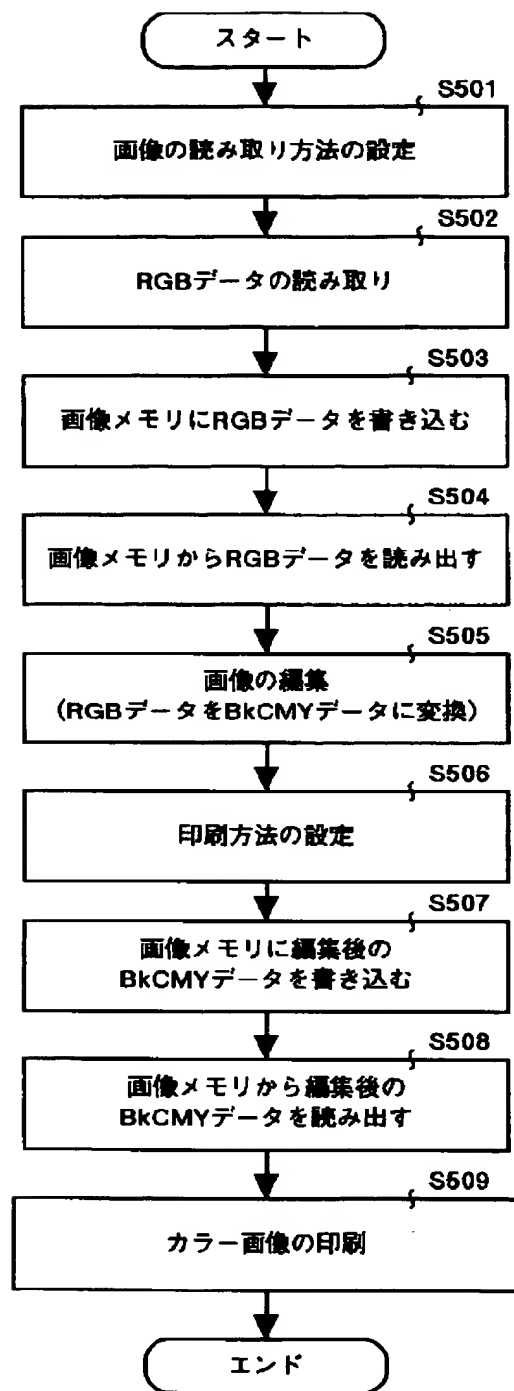 スタート
S501
画像の読み取り方法の設定
S502
RGBデータの読み取り
S503
画像メモリにRGBデータを書き込む
S504
画像メモリからRGBデータを読み出す
S505
画像の編集
(RGBデータをBkCMYデータに変換)
S506
印刷方法の設定
S507
画像メモリに編集後の
BkCMYデータを書き込む
S508
画像メモリから編集後の
BkCMYデータを読み出す
S509
カラー画像の印刷
エンド